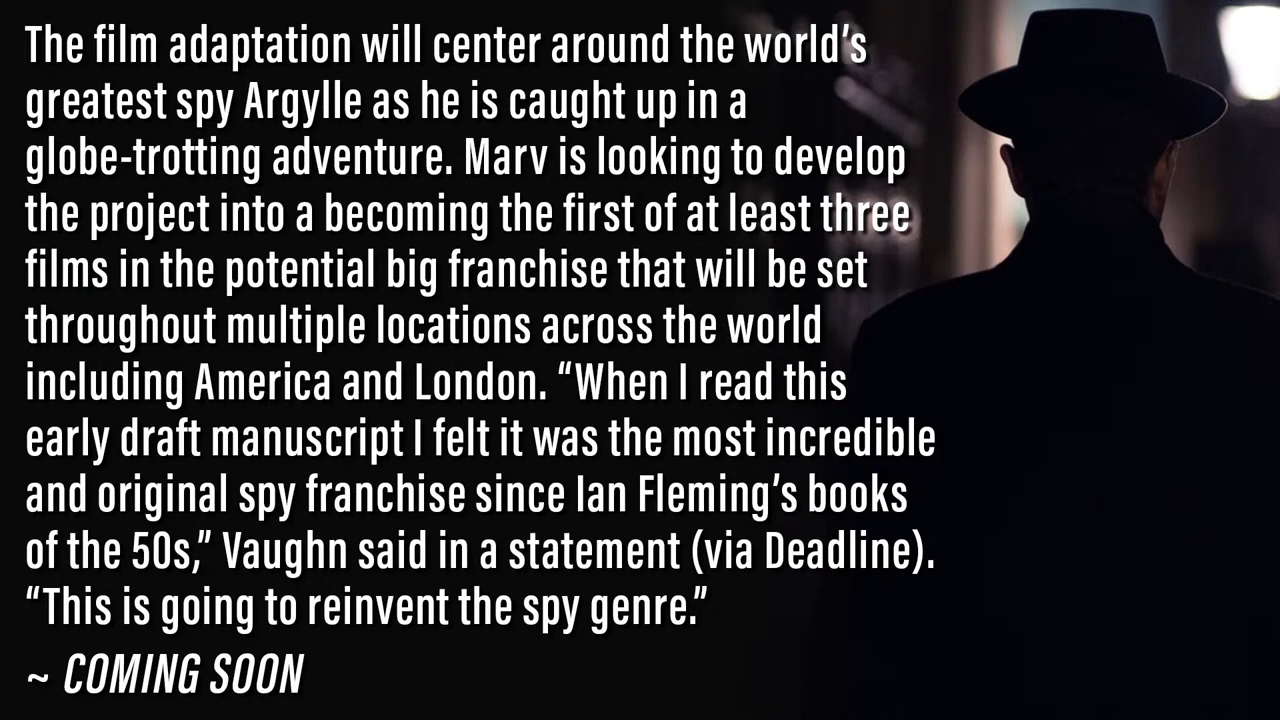 The film adaptation will center around the world’s
greatest spy Argylle as he is caught up in a
globe-trotting adventure. Marv is looking to develop
the project into a becoming the first of at least three
films in the potential big franchise that will be set
throughout multiple locations across the world
including America and London. “When I read this
early draft manuscript I felt it was the most incredible
and original spy franchise since Ian Fleming’s books
of the 50s,” Vaughn said in a statement (via Deadline).
“This is going to reinvent the spy genre.”
~ COMING SOON